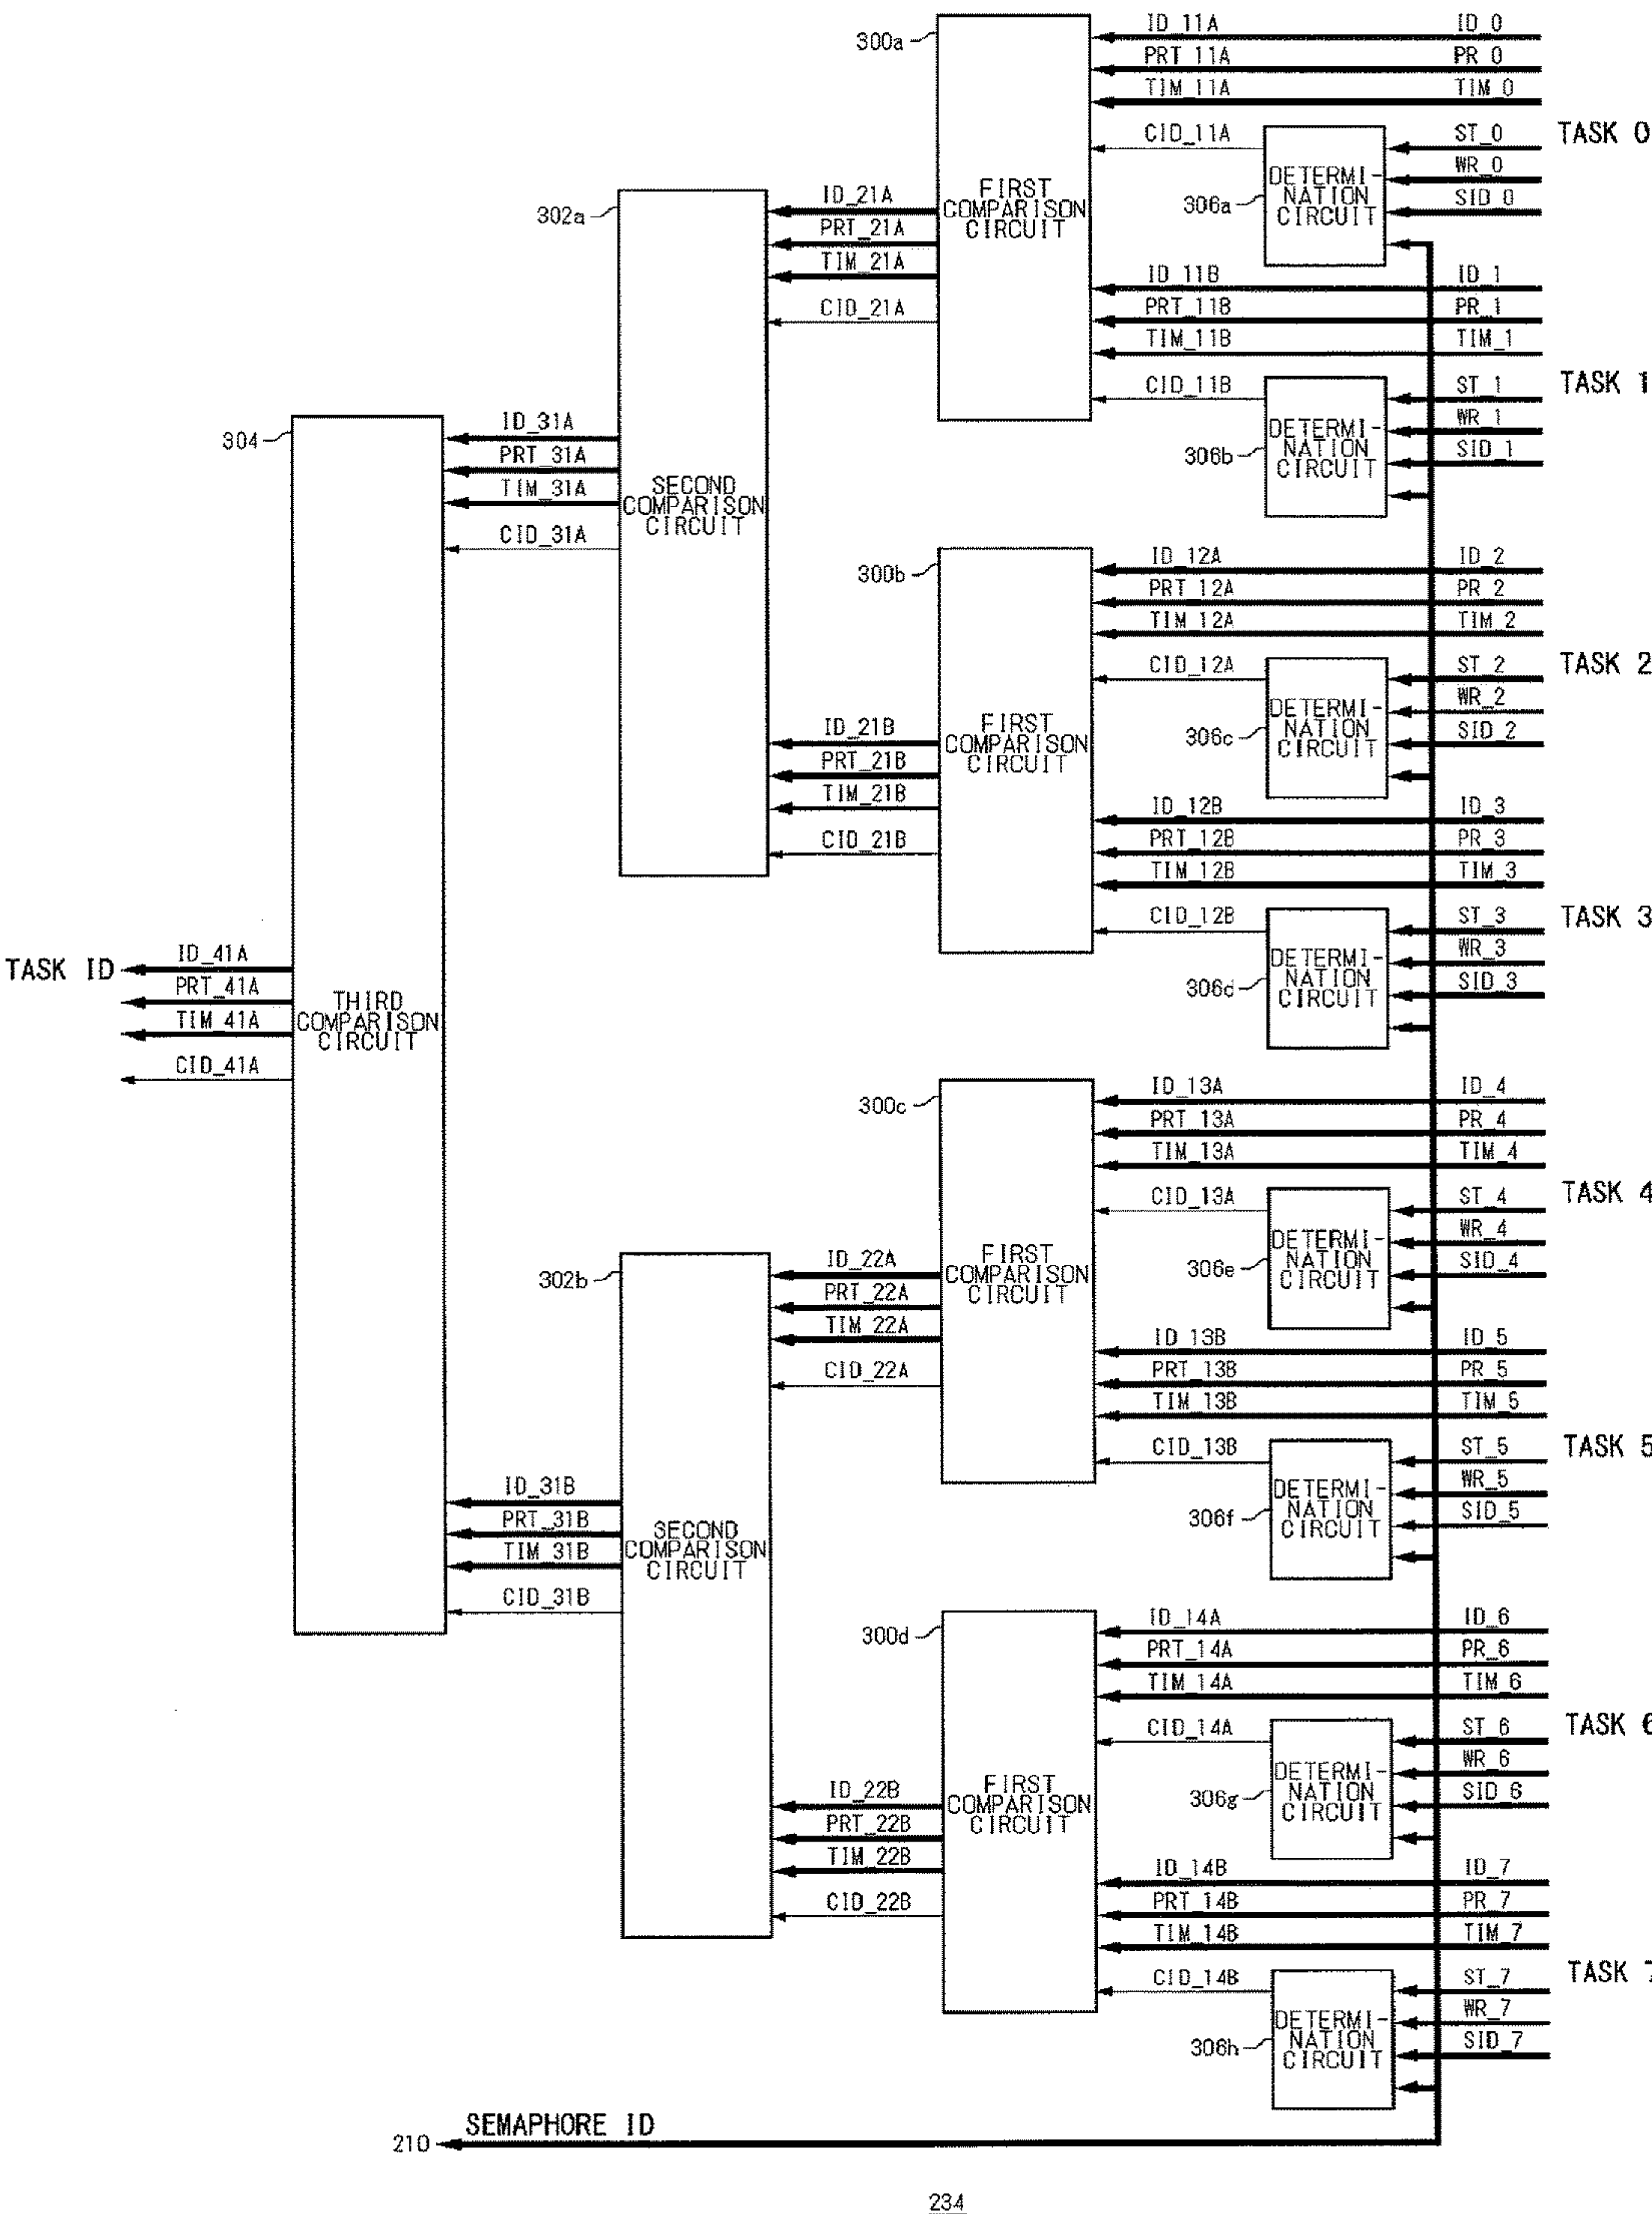 300a
ID_11A ID_0
PRT_11A PR_0
TIM_11A TIM_0
CID_11A ST_0 TASK 0
WR_0
SID_0
DETERMI-
NATION
CIRCUIT
306a
FIRST
COMPARISON
CIRCUIT
302a
ID_21A
PRT_21A
TIM_21A
CID_21A
ID_11B ID_1
PRT_11B PR_1
TIM_11B TIM_1
CID_11B ST_1 TASK 1
WR_1
SID_1
DETERMI-
NATION
CIRCUIT
306b
304
ID_31A
PRT_31A
TIM_31A
CID_31A
SECOND
COMPARISON
CIRCUIT
300b
ID_12A ID_2
PRT_12A PR_2
TIM_12A TIM_2
CID_12A ST_2 TASK 2
WR_2
SID_2
DETERMI-
NATION
CIRCUIT
306c
FIRST
COMPARISON
CIRCUIT
ID_21B
PRT_21B
TIM_21B
CID_21B
ID_12B ID_3
PRT_12B PR_3
TIM_12B TIM_3
CID_12B ST_3 TASK 3
WR_3
SID_3
DETERMI-
NATION
CIRCUIT
306d
TASK ID
ID_41A
PRT_41A
TIM_41A
CID_41A
THIRD
COMPARISON
CIRCUIT
300c
ID_13A ID_4
PRT_13A PR_4
TIM_13A TIM_4
CID_13A ST_4 TASK 4
WR_4
SID_4
DETERMI-
NATION
CIRCUIT
306e
FIRST
COMPARISON
CIRCUIT
302b
ID_22A
PRT_22A
TIM_22A
CID_22A
ID_13B ID_5
PRT_13B PR_5
TIM_13B TIM_5
CID_13B ST_5 TASK 5
WR_5
SID_5
DETERMI-
NATION
CIRCUIT
306f
ID_31B
PRT_31B
TIM_31B
CID_31B
SECOND
COMPARISON
CIRCUIT
300d
ID_14A ID_6
PRT_14A PR_6
TIM_14A TIM_6
CID_14A ST_6 TASK 6
WR_6
SID_6
DETERMI-
NATION
CIRCUIT
306g
FIRST
COMPARISON
CIRCUIT
ID_22B
PRT_22B
TIM_22B
CID_22B
ID_14B ID_7
PRT_14B PR_7
TIM_14B TIM_7
CID_14B ST_7 TASK 7
WR_7
SID_7
DETERMI-
NATION
CIRCUIT
306h
SEMAPHORE ID
210
234